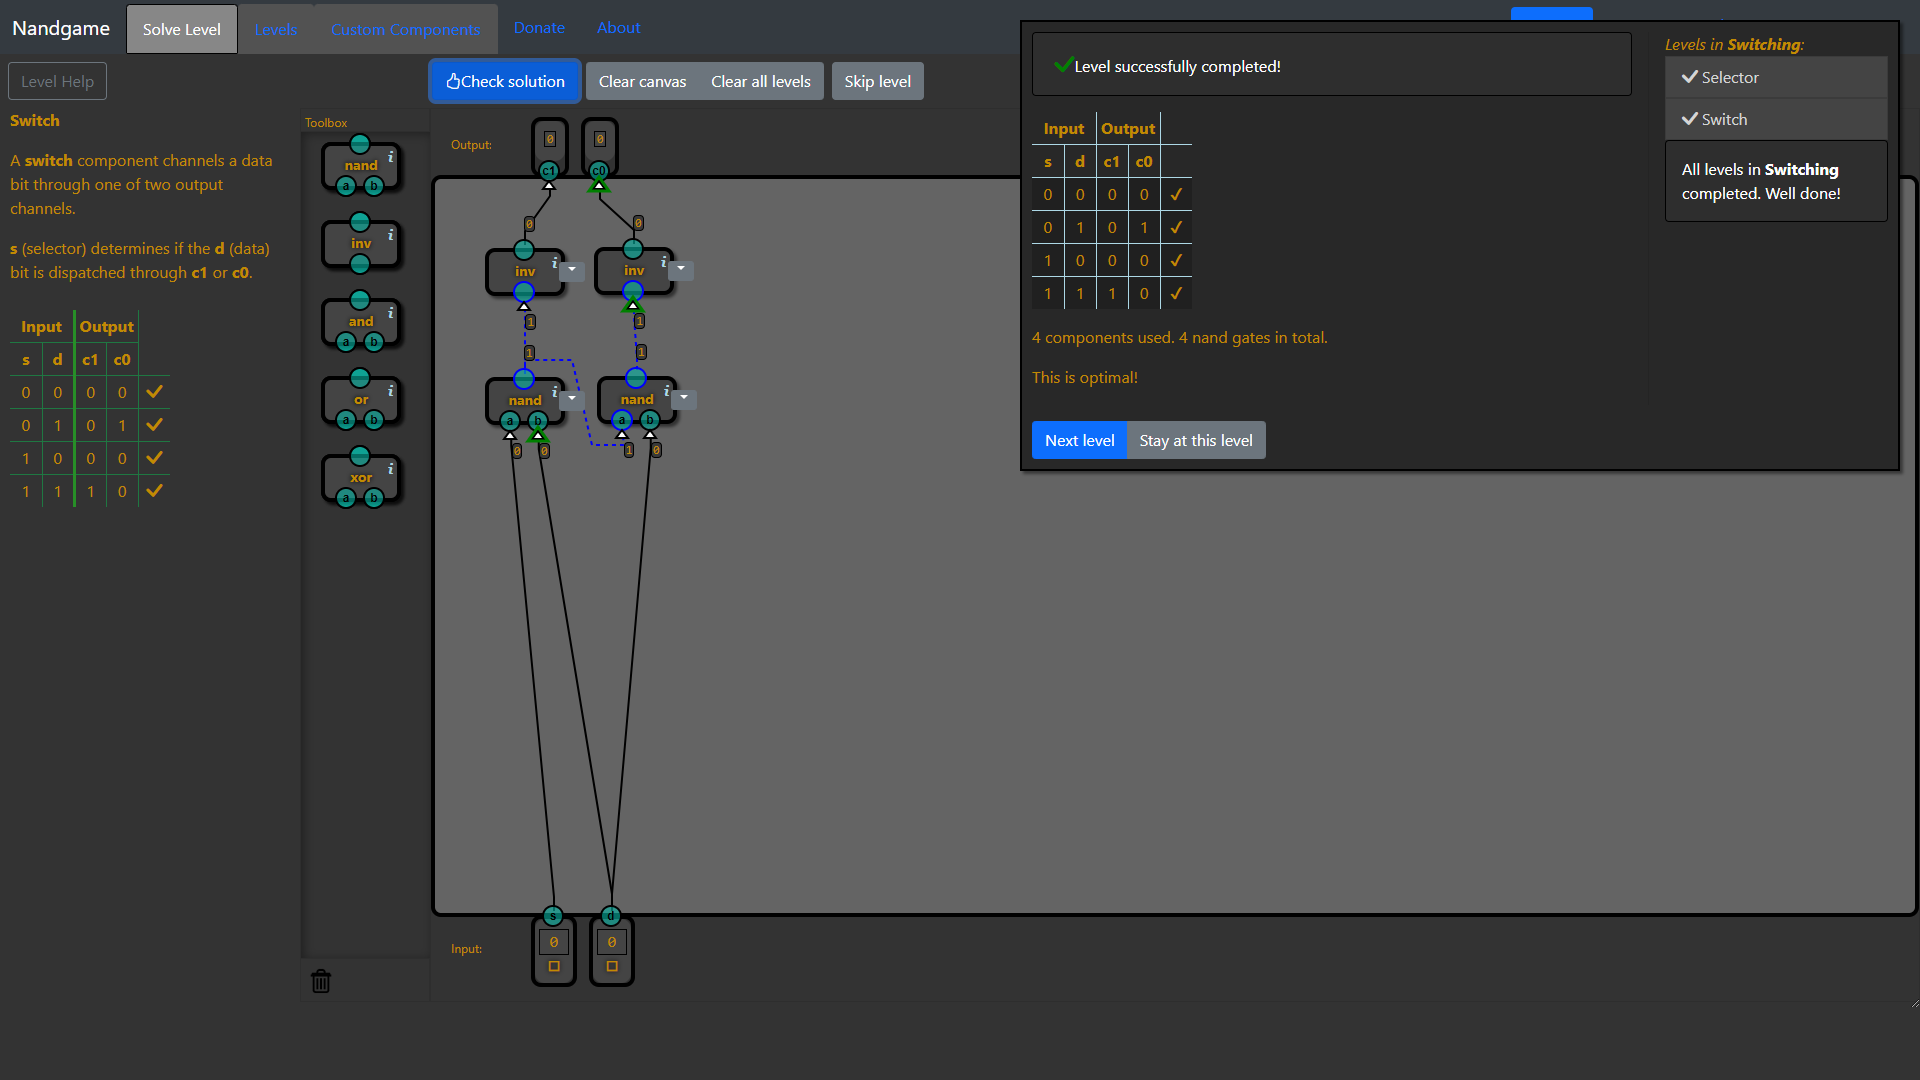 Nandgame Solve Level Levels Custom Components Donate About
Level Help
Check solution Clear canvas Clear all levels Skip level
Switch
A switch component channels a data
bit through one of two output
channels.
s (selector) determines if the d (data)
bit is dispatched through c1 or c0.
Input Output
s d c1 c0
0 0 0 0
0 1 0 1
1 0 0 0
1 1 1 0
Toolbox
nand i
a b
inv i
and i
a b
or i
a b
xor i
a b
Output:
0 0
c1 c0
0 0
inv i inv i
1 1
1 1
nand i nand i
a b a b
0 0 1 0
s d
Input:
0 0
Level successfully completed!
Input Output
s d c1 c0
0 0 0 0
0 1 0 1
1 0 0 0
1 1 1 0
4 components used. 4 nand gates in total.
This is optimal!
Next level Stay at this level
Levels in Switching:
Selector
Switch
All levels in Switching
completed. Well done!